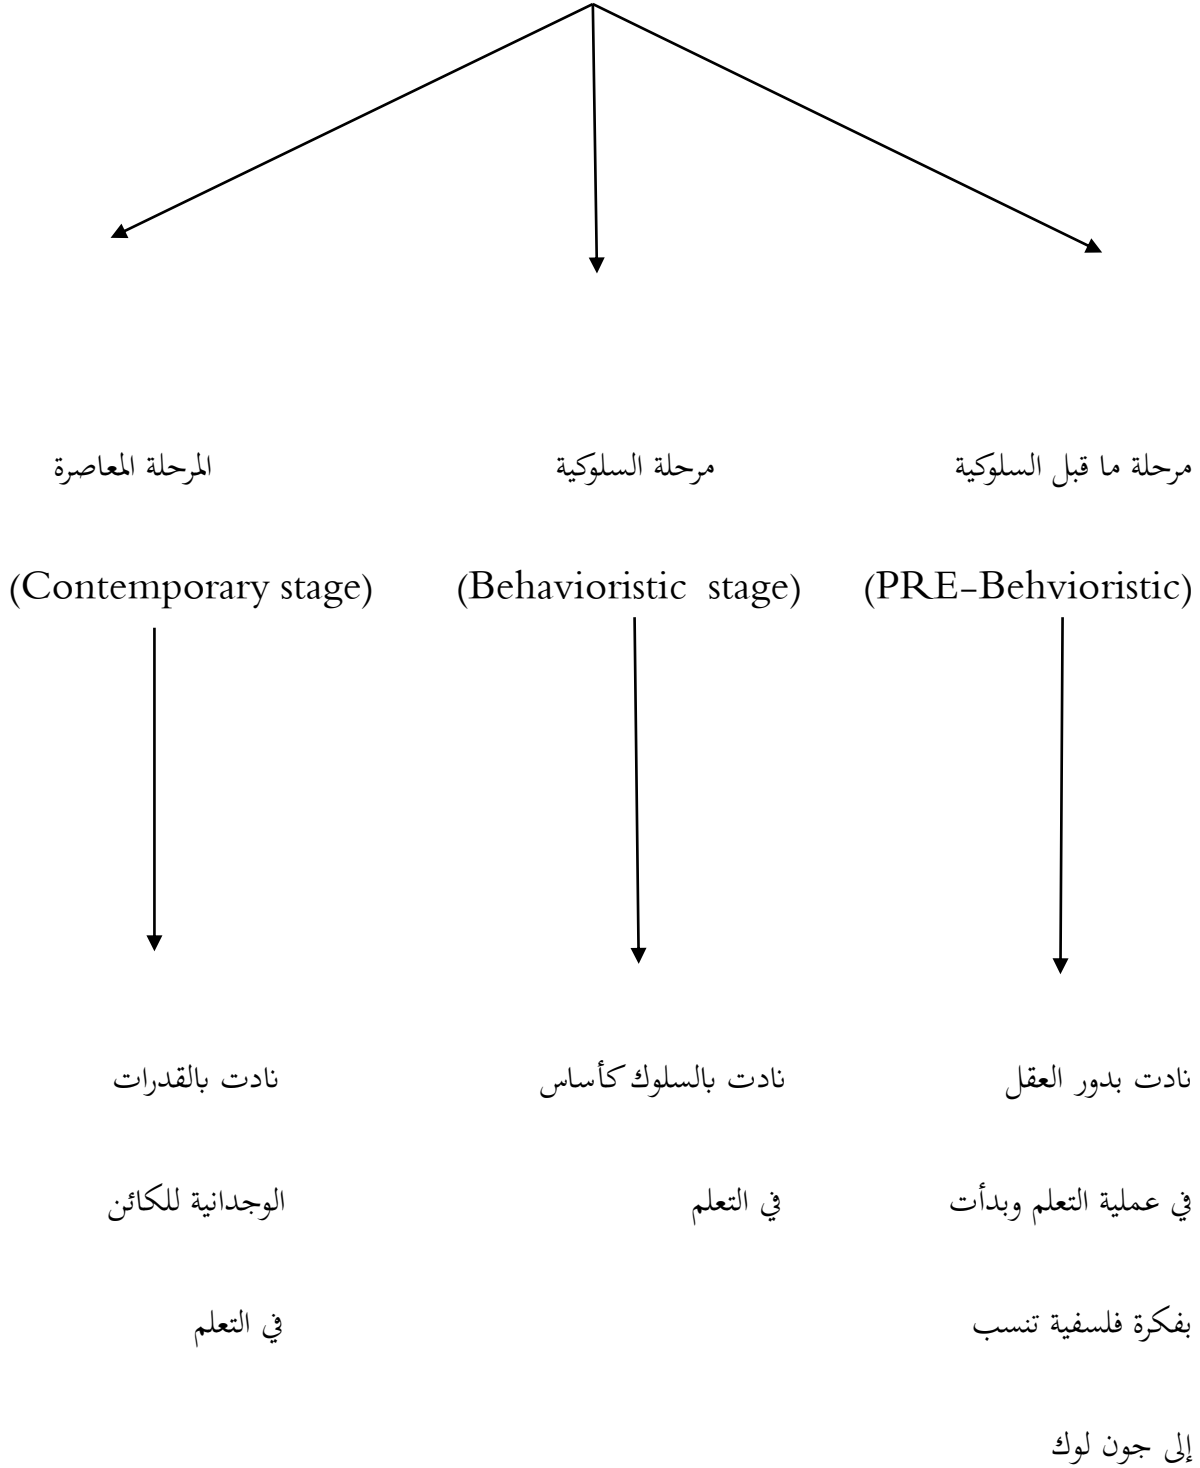 مرحلة ما قبل السلوكية
مرحلة السلوكية
المرحلة المعاصرة
(PRE-Behvioristic)
(Behavioristic stage)
(Contemporary stage)
نادت بدور العقل
في عملية التعلم وبدأت
بفكرة فلسفية تنسب
إلى جون لوك
نادت بالسلوك كأساس
في التعلم
نادت بالقدرات
الوجدانية للكائن
في التعلم